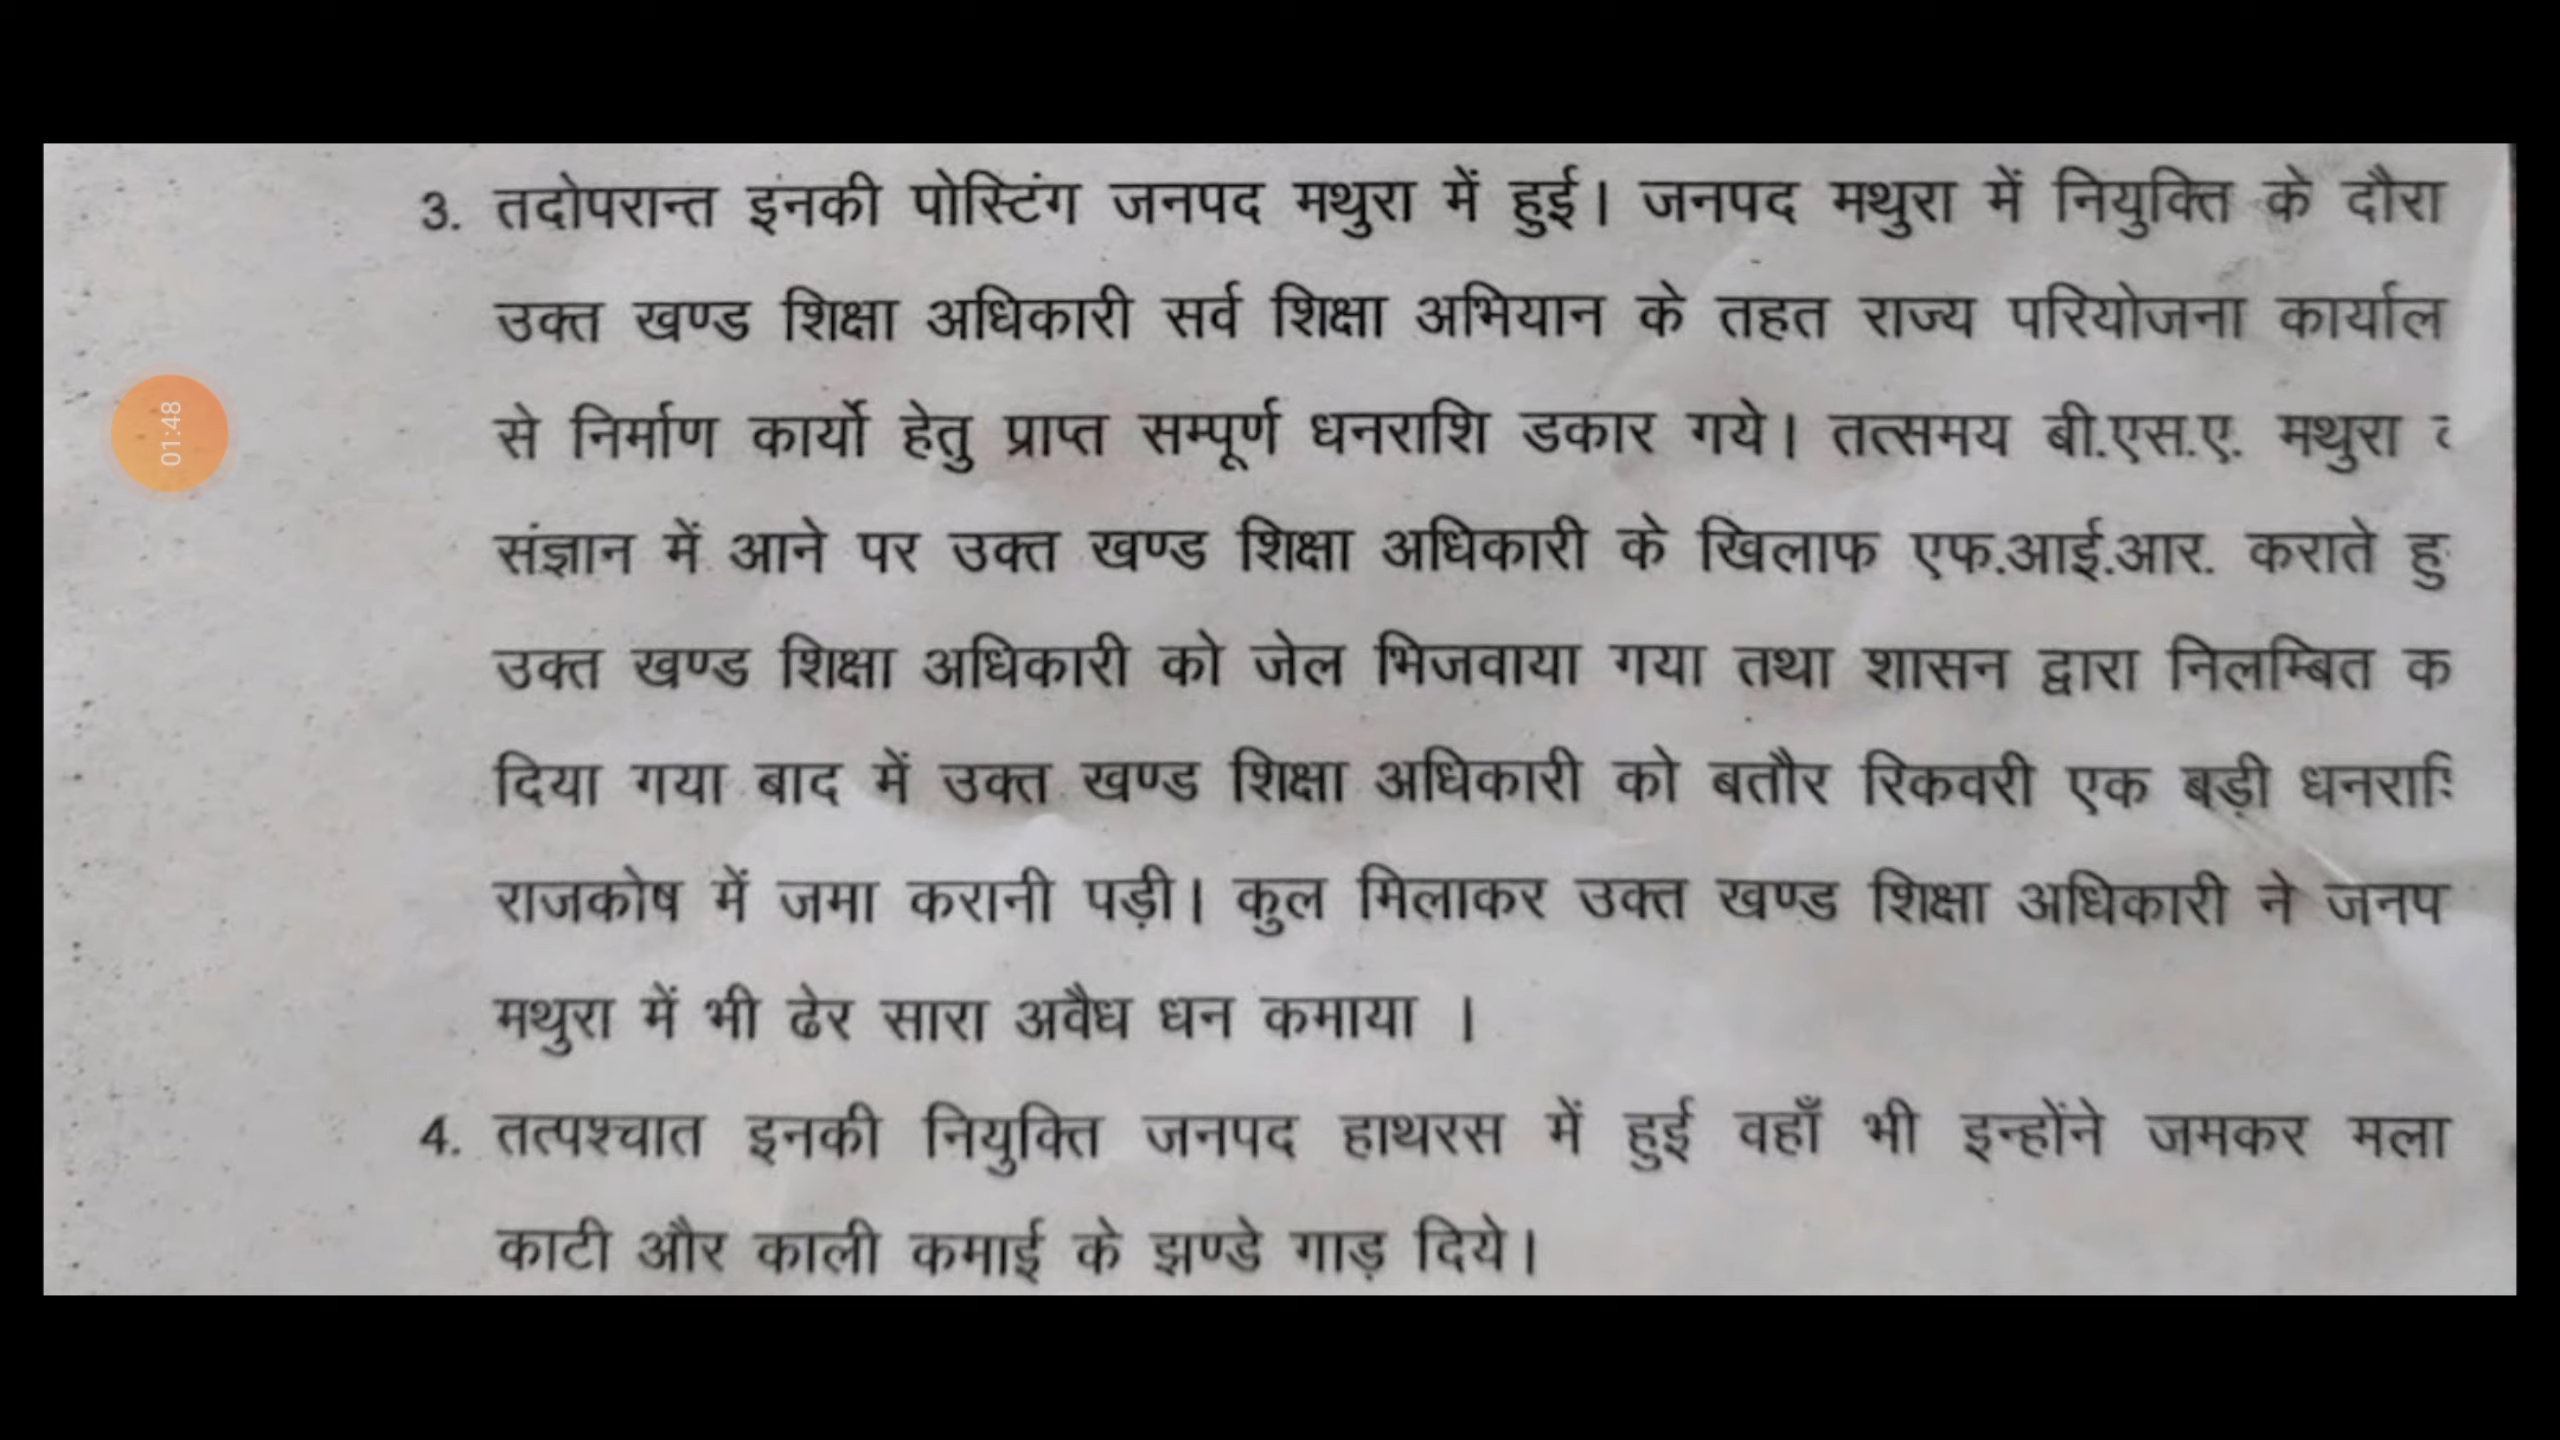 3. तदोपरान्त इनकी पोस्टिंग जनपद मथुरा में हुई। जनपद मथुरा में नियुक्ति के दौरा
उक्त खण्ड शिक्षा अधिकारी सर्व शिक्षा अभियान के तहत राज्य परियोजना कार्याल
से निर्माण कार्यो हेतु प्राप्त सम्पूर्ण धनराशि डकार गये। तत्समय बी.एस.ए. मथुरा
संज्ञान में आने पर उक्त खण्ड शिक्षा अधिकारी के खिलाफ एफ.आई.आर. कराते हु
01:48
उक्त खण्ड शिक्षा अधिकारी को जेल भिजवाया गया तथा शासन द्वारा निलम्बित क
दिया गया बाद में उक्त खण्ड शिक्षा अधिकारी को बतौर रिकवरी एक बड़ी
राजकोष में जमा करानी पड़ी। कुल मिलाकर उक्त खण्ड शिक्षा अधिकारी ने जनप
मथुरा में भी ढेर सारा अवैध धन कमाया ।
4. तत्पश्चात इनकी नियुक्ति जनपद हाथरस में हुई वहाँ भी इन्होंने जमकर मला
काटी और काली कमाई के झण्डे गाड़ दिये।